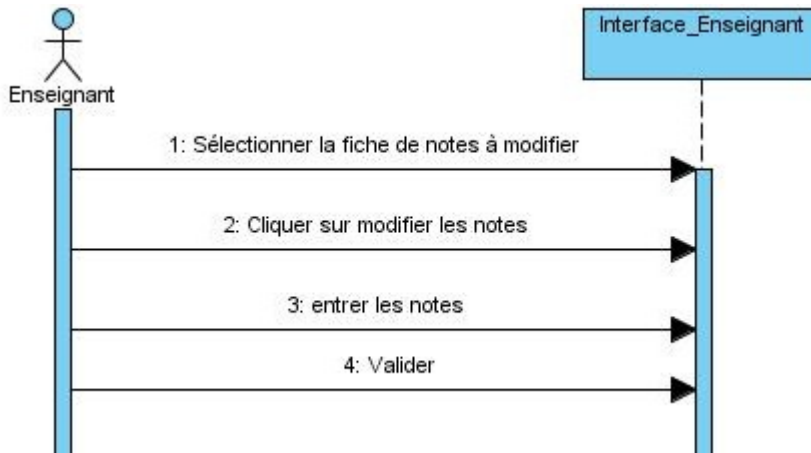 Interface_Enseignant
Enseignant
1: Sélectionner la fiche de notes à modifier
2: Cliquer sur modifier les notes
3: entrer les notes
4: Valider